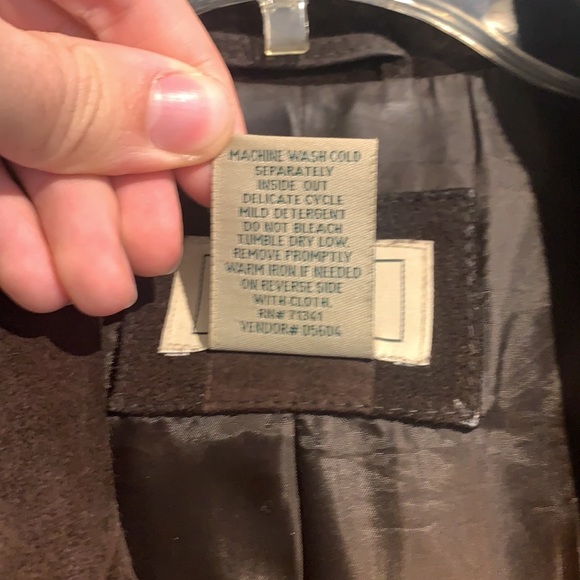 MACHINE WASH COLD
SEPARATELY
INSIDE OUT
DELICATE CYCLE
MILD DETERGENT
DO NOT BLEACH
TUMBLE DRY LOW.
REMOVE PROMPTLY
WARM IRON IF NEEDED
ON REVERSE SIDE
WITH CLOTH.
RN# 71341
VENDOR# 05604